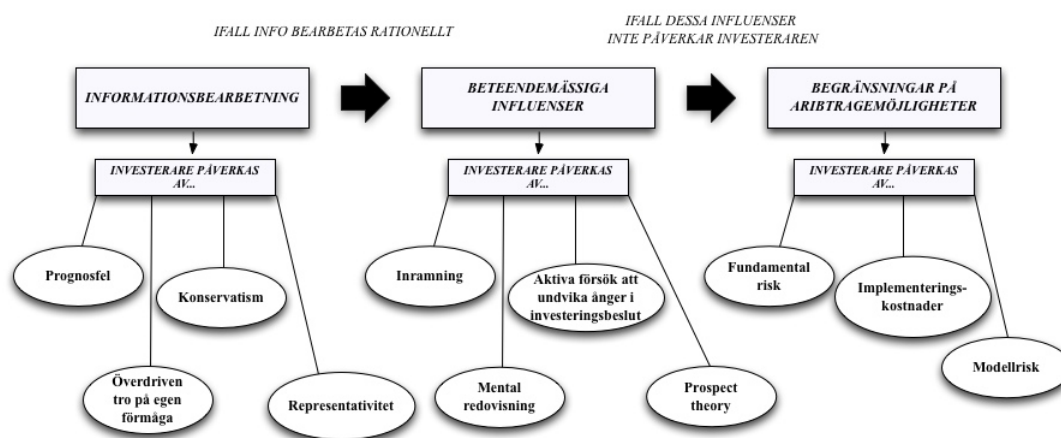 IFALL INFO BEARBETAS RATIONELLT
IFALL DESSA INFLUENSER
INTE PÅVERKAR INVESTERAREN
INFORMATIONSBEARBETNING
BETEENDEMÄSSIGA
INFLUENSER
BEGRÄNSNINGAR PÅ
ARIBTRAGEMÖJLIGHETER
INVESTERARE PÅVERKAS
AV...
INVESTERARE PÅVERKAS
AV...
INVESTERARE PÅVERKAS
AV...
Prognosfel
Konservatism
Överdriven
tro på egen
förmåga
Representativitet
Inramning
Aktiva försök att
undvika ånger i
investeringsbeslut
Mental
redovisning
Prospect
theory
Fundamental
risk
Implementerings-
kostnader
Modellrisk